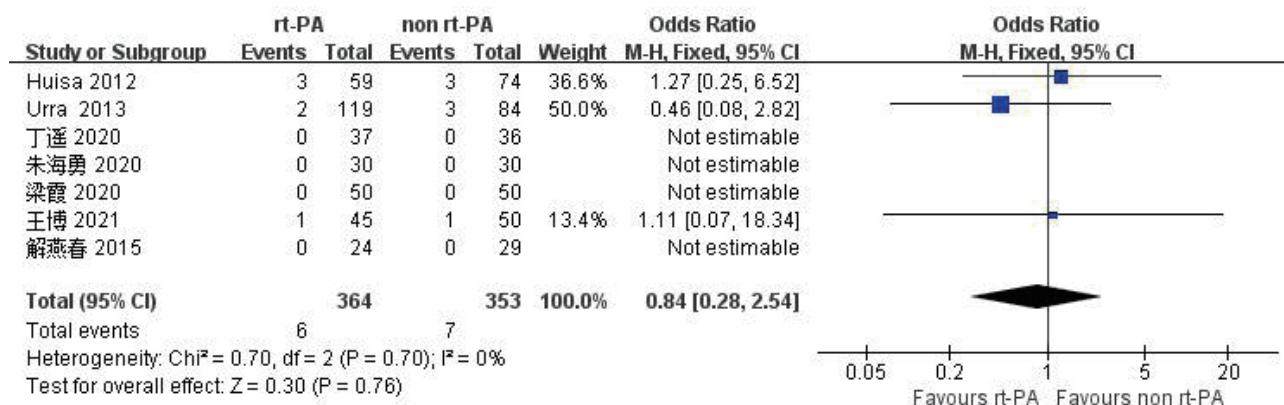 rt-PA non rt-PA Odds Ratio Odds Ratio
Study or Subgroup Events Total Events Total Weight M-H, Fixed, 95% CI M-H, Fixed, 95% CI
Huisa 2012 3 59 3 74 36.6% 1.27 [0.25, 6.52]
Urra 2013 2 119 3 84 50.0% 0.46 [0.08, 2.82]
丁遥 2020 0 37 0 36 Not estimable
朱海勇 2020 0 30 0 30 Not estimable
梁霞 2020 0 50 0 50 Not estimable
王博 2021 1 45 1 50 13.4% 1.11 [0.07, 18.34]
解燕春 2015 0 24 0 29 Not estimable
Total (95% CI) 364 353 100.0% 0.84 [0.28, 2.54]
Total events 6 7
Heterogeneity: Chi² = 0.70, df = 2 (P = 0.70); I² = 0%
Test for overall effect: Z = 0.30 (P = 0.76)
0.05 0.2 1 5 20
Favours rt-PA Favours non rt-PA